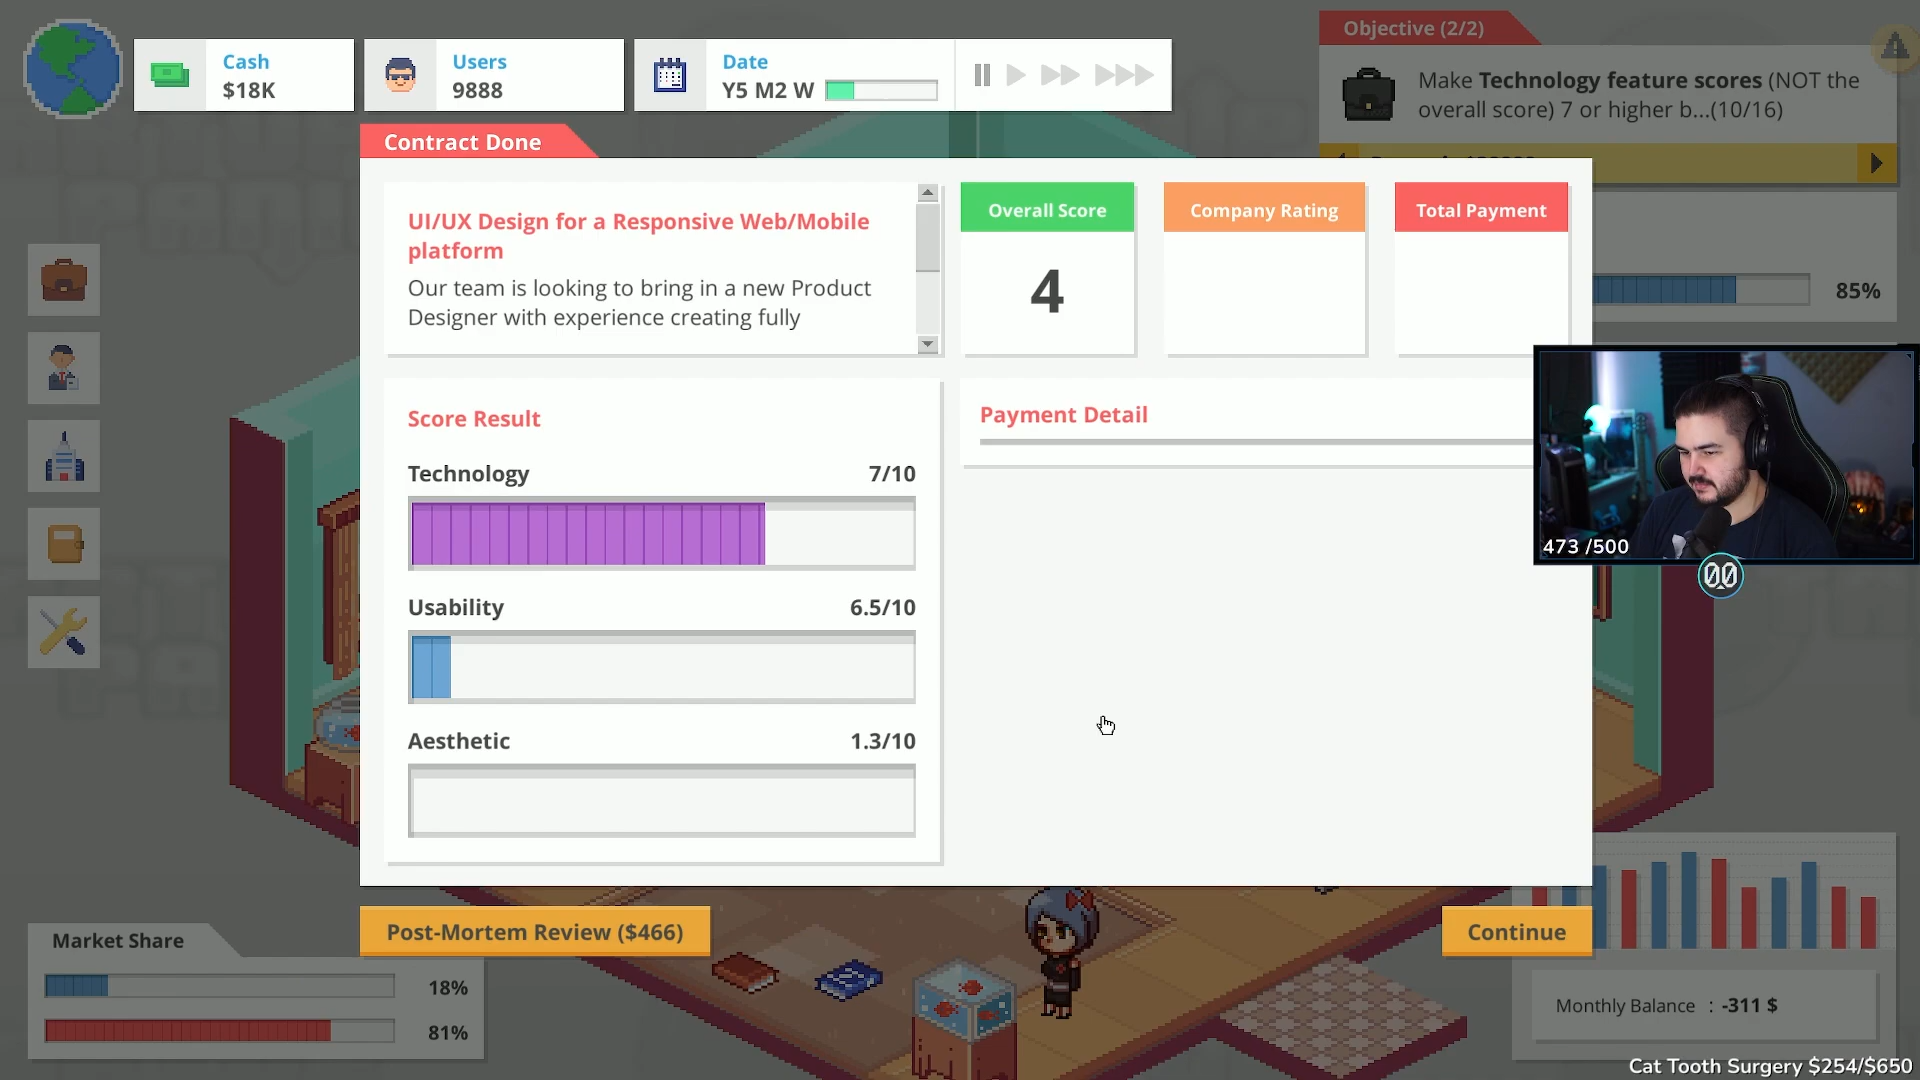 Cash
$18K
Users
9888
Date
Y5 M2 W
Objective (2/2)
Make Technology feature scores (NOT the
overall score) 7 or higher b...(10/16)
Contract Done
UI/UX Design for a Responsive Web/Mobile
platform
Our team is looking to bring in a new Product
Designer with experience creating fully
Overall Score
4
Company Rating
Total Payment
85%
Score Result
Technology 7/10
Usability 6.5/10
Aesthetic 1.3/10
Payment Detail
473 /500
Post-Mortem Review ($466)
Continue
Market Share
18%
81%
Monthly Balance : -311 $
Cat Tooth Surgery $254/$650